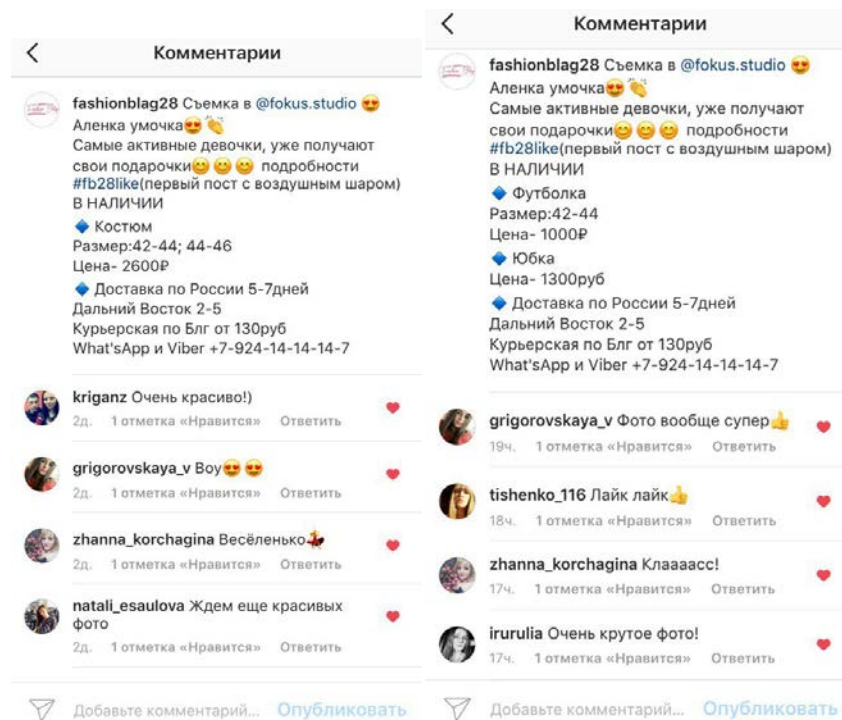 Комментарии
fashionblag28 Съемка в @fokus.studio 😍
Аленка умочка😍👏
Самые активные девочки, уже получают
свои подарочки😊😊😊 подробности
#fb28like(первый пост с воздушным шаром)
В НАЛИЧИИ
🔷 Костюм
Размер:42-44; 44-46
Цена- 2600₽
🔷 Доставка по России 5-7дней
Дальний Восток 2-5
Курьерская по Блг от 130руб
What'sApp и Viber +7-924-14-14-14-7
kriganz Очень красиво!)
2д. 1 отметка «Нравится» Ответить
grigorovskaya_v Воу😍😍
2д. 1 отметка «Нравится» Ответить
zhanna_korchagina Весёленько💃
2д. 1 отметка «Нравится» Ответить
natali_esaulova Ждем еще красивых
фото
2д. 1 отметка «Нравится» Ответить
Добавьте комментарий... Опубликовать
Комментарии
fashionblag28 Съемка в @fokus.studio 😍
Аленка умочка😍👏
Самые активные девочки, уже получают
свои подарочки😊😊😊 подробности
#fb28like(первый пост с воздушным шаром)
В НАЛИЧИИ
🔷 Футболка
Размер:42-44
Цена- 1000₽
🔷 Юбка
Цена- 1300руб
🔷 Доставка по России 5-7дней
Дальний Восток 2-5
Курьерская по Блг от 130руб
What'sApp и Viber +7-924-14-14-14-7
grigorovskaya_v Фото вообще супер👍
19ч. 1 отметка «Нравится» Ответить
tishenko_116 Лайк лайк👍
18ч. 1 отметка «Нравится» Ответить
zhanna_korchagina Клаааасс!
17ч. 1 отметка «Нравится» Ответить
irurulia Очень крутое фото!
17ч. 1 отметка «Нравится» Ответить
Добавьте комментарий... Опубликовать